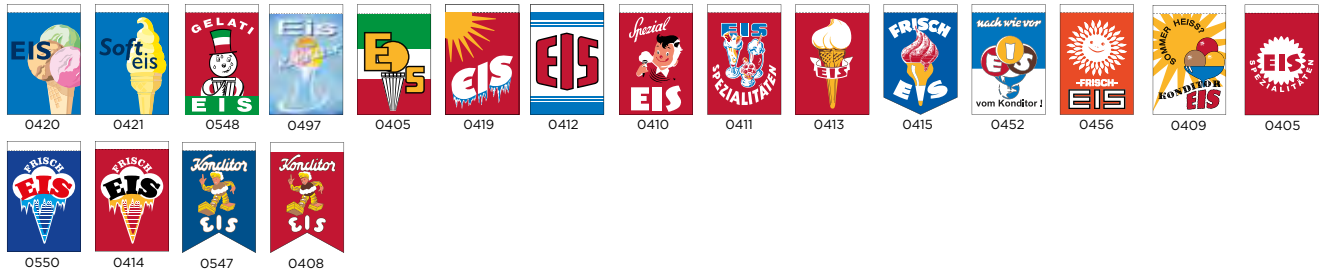 EIS
Soft
eis
GELATI
EIS
Eis
EIS
EIS
EIS
Spezial
EIS
EIS
SPEZIALITÄTEN
EIS
FRISCH
EIS
nach wie vor
EIS
vom Konditor !
FRISCH
EIS
SOMMER HEISS?
KONDITOR
EIS
EIS
SPEZIALITÄTEN
0420 0421 0548 0497 0405 0419 0412 0410 0411 0413 0415 0452 0456 0409 0405
FRISCH
EIS
FRISCH
EIS
Konditor
EIS
Konditor
EIS
0550 0414 0547 0408